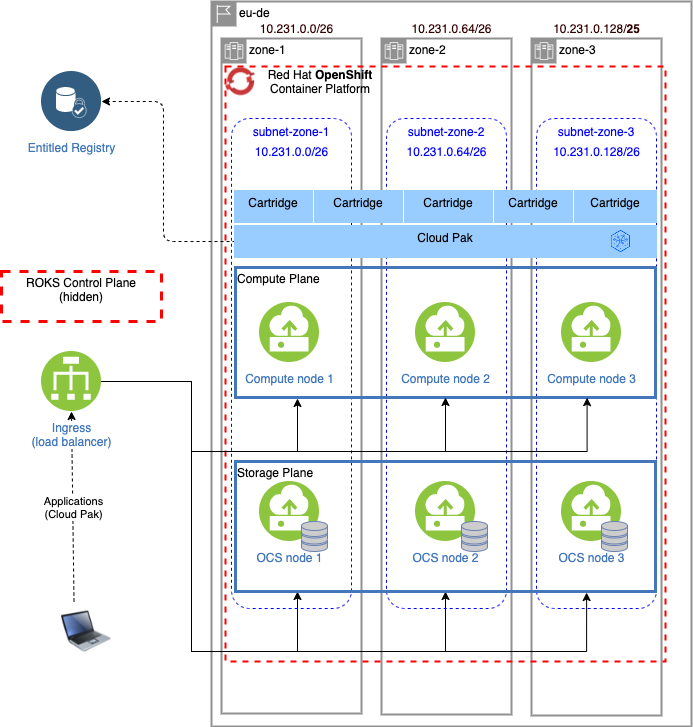 eu-de
10.231.0.0/26
10.231.0.64/26
10.231.0.128/25
zone-1
zone-2
zone-3
Red Hat OpenShift
Container Platform
Entitled Registry
subnet-zone-1
10.231.0.0/26
subnet-zone-2
10.231.0.64/26
subnet-zone-3
10.231.0.128/26
Cartridge
Cartridge
Cartridge
Cartridge
Cartridge
Cloud Pak
ROKS Control Plane
(hidden)
Compute Plane
Compute node 1
Compute node 2
Compute node 3
Ingress
(load balancer)
Storage Plane
OCS node 1
OCS node 2
OCS node 3
Applications
(Cloud Pak)